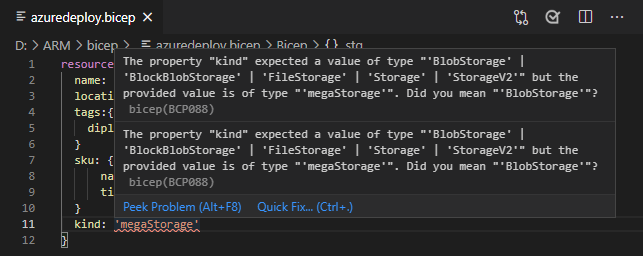 azuredeploy.bicep
D: > ARM > bicep > azuredeploy.bicep > Bicep > {} stg
1 resource
The property "kind" expected a value of type "'BlobStorage' |
2 name:
'BlockBlobStorage' | 'FileStorage' | 'Storage' | 'StorageV2'" but the
3 locati
provided value is of type "'megaStorage'". Did you mean "'BlobStorage'"?
4 tags:{
bicep(BCP088)
5 dipl
6 }
The property "kind" expected a value of type "'BlobStorage' |
7 sku: {
'BlockBlobStorage' | 'FileStorage' | 'Storage' | 'StorageV2'" but the
8 na
provided value is of type "'megaStorage'". Did you mean "'BlobStorage'"?
9 ti
bicep(BCP088)
10 }
Peek Problem (Alt+F8) Quick Fix... (Ctrl+.)
11 kind: 'megaStorage'
12 }